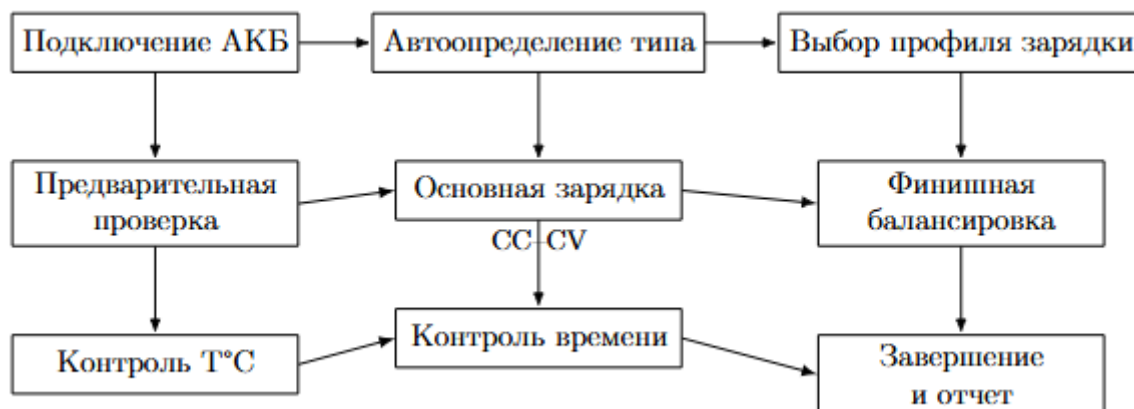 Подключение АКБ
Автоопределение типа
Выбор профиля зарядки
Предварительная
проверка
Основная зарядка
Финишная
балансировка
CC–CV
Контроль T°C
Контроль времени
Завершение
и отчет